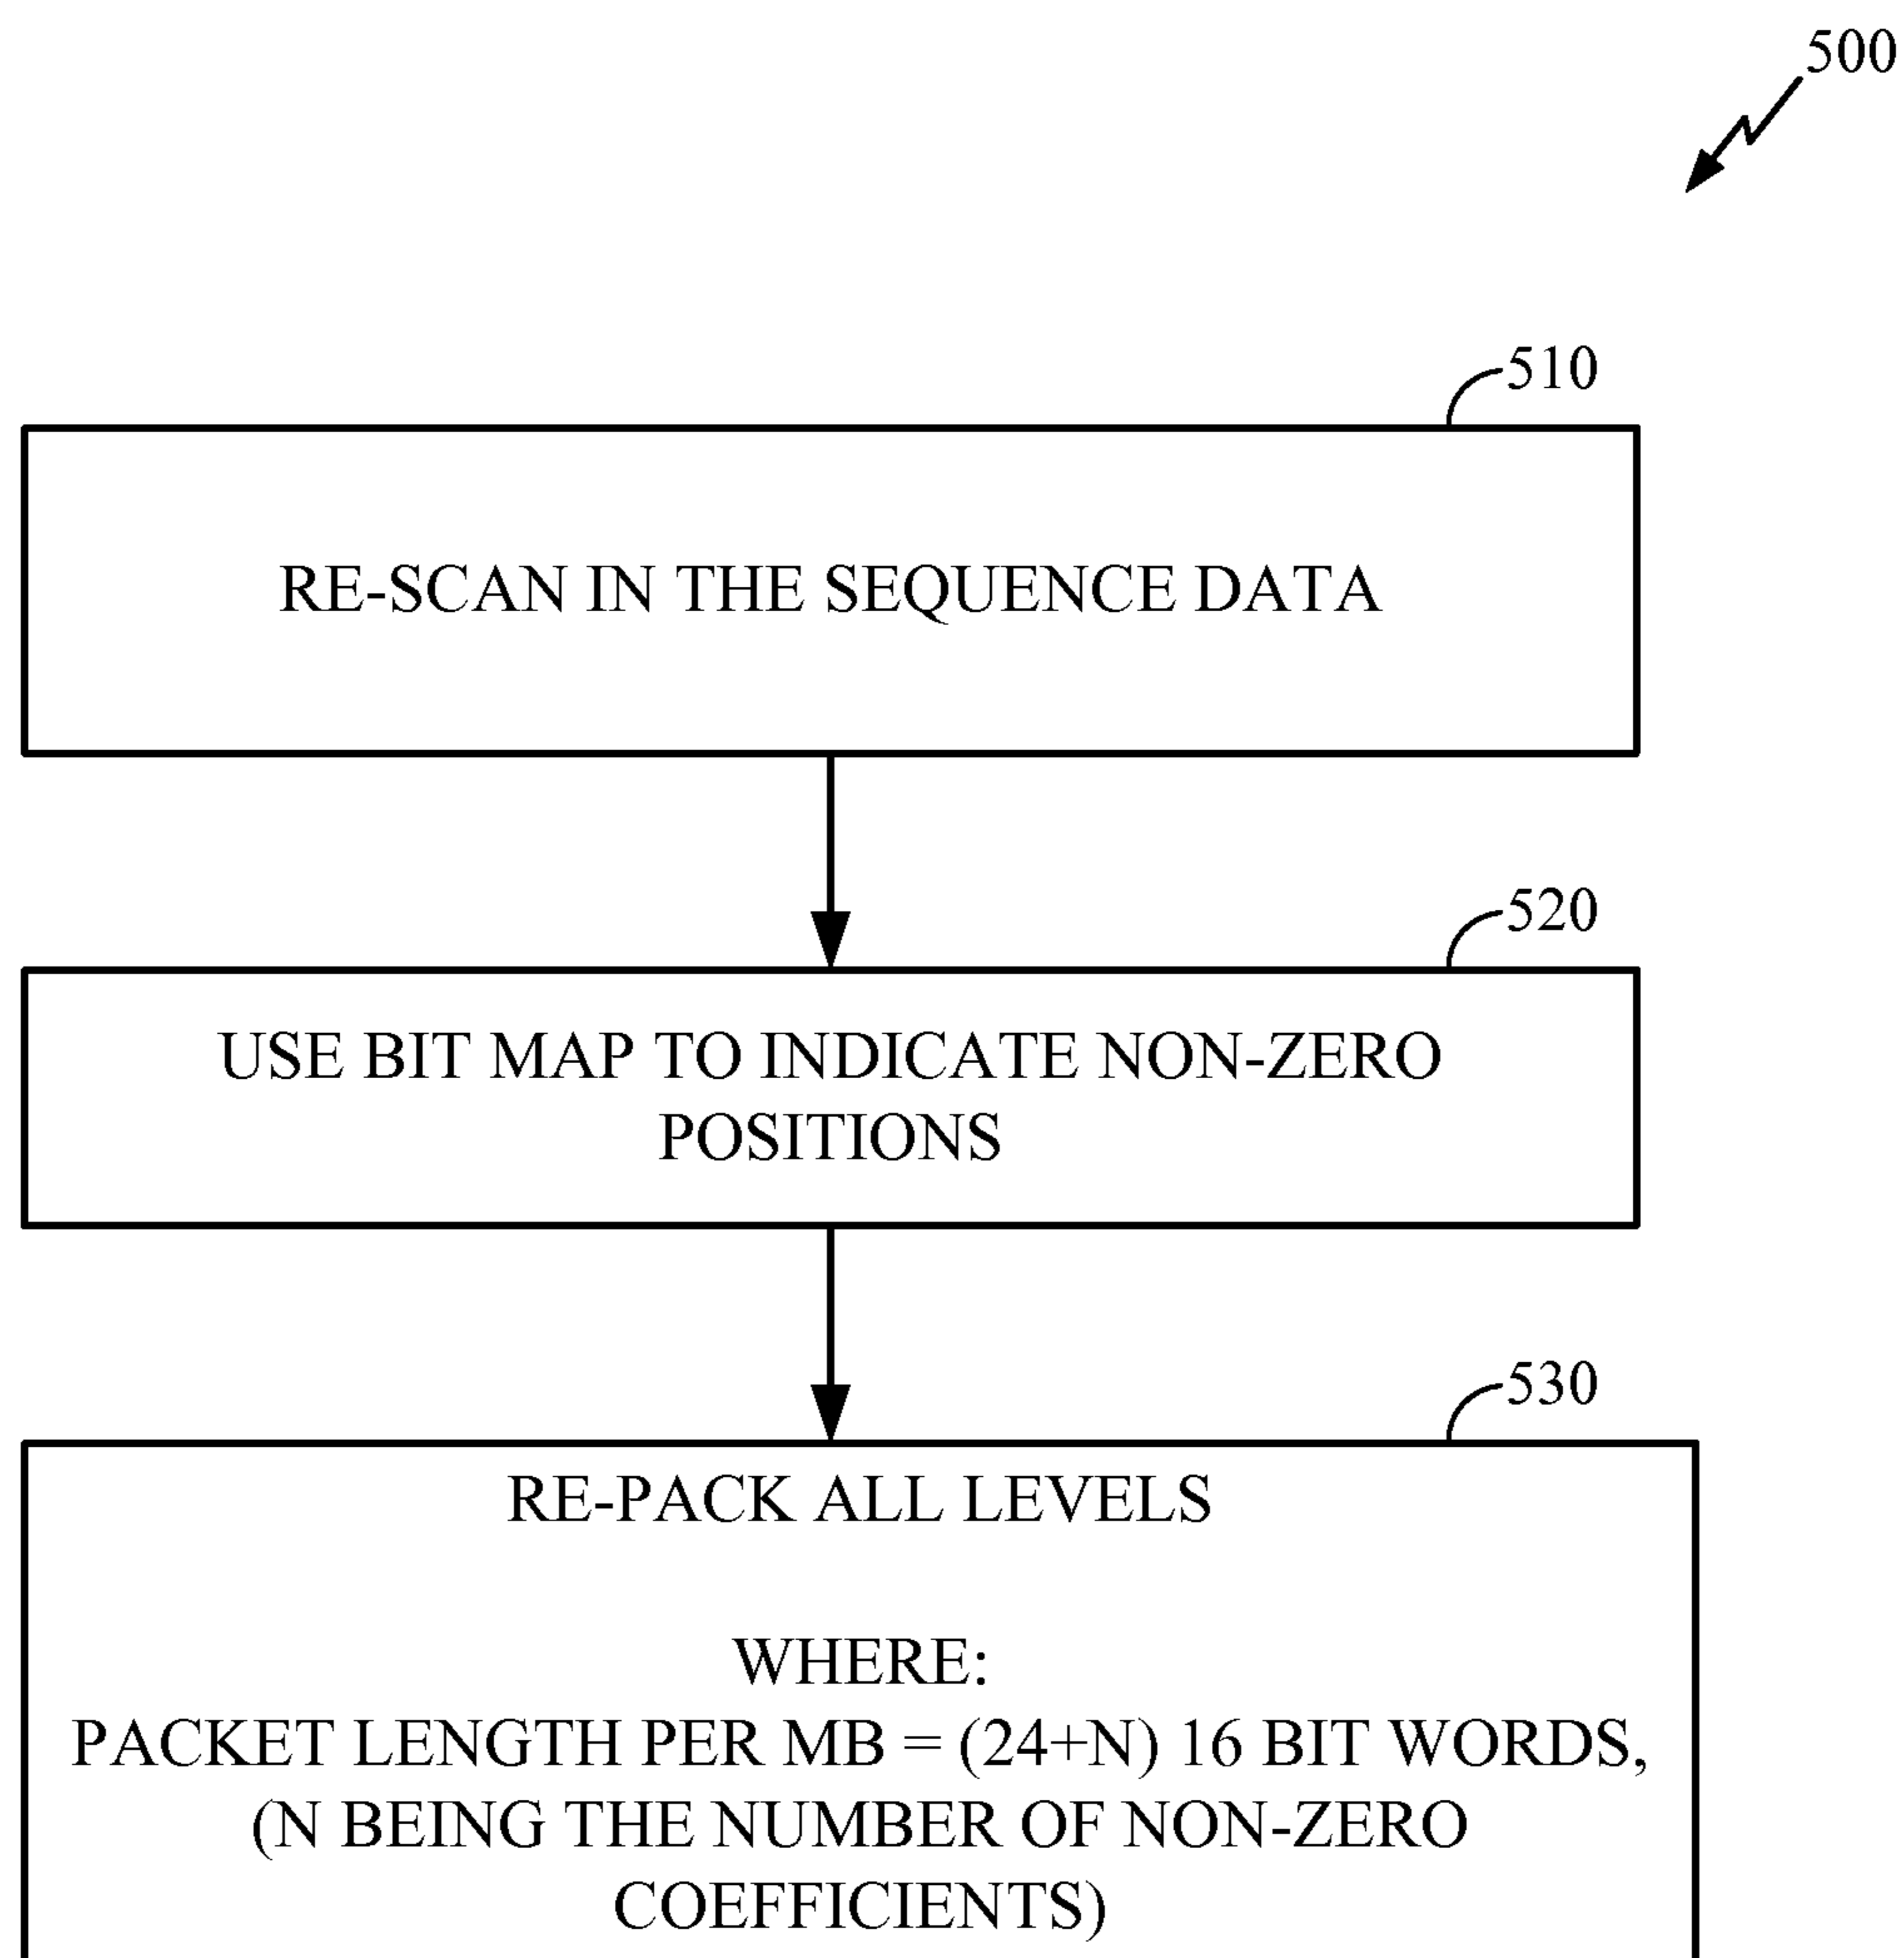 500
510
RE-SCAN IN THE SEQUENCE DATA
520
USE BIT MAP TO INDICATE NON-ZERO
POSITIONS
530
RE-PACK ALL LEVELS
WHERE:
PACKET LENGTH PER MB = (24+N) 16 BIT WORDS,
(N BEING THE NUMBER OF NON-ZERO
COEFFICIENTS)